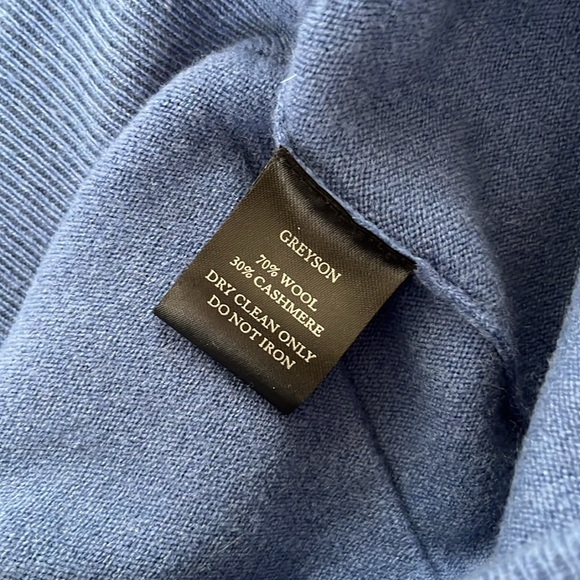 GREYSON
70% WOOL
30% CASHMERE
DRY CLEAN ONLY
DO NOT IRON